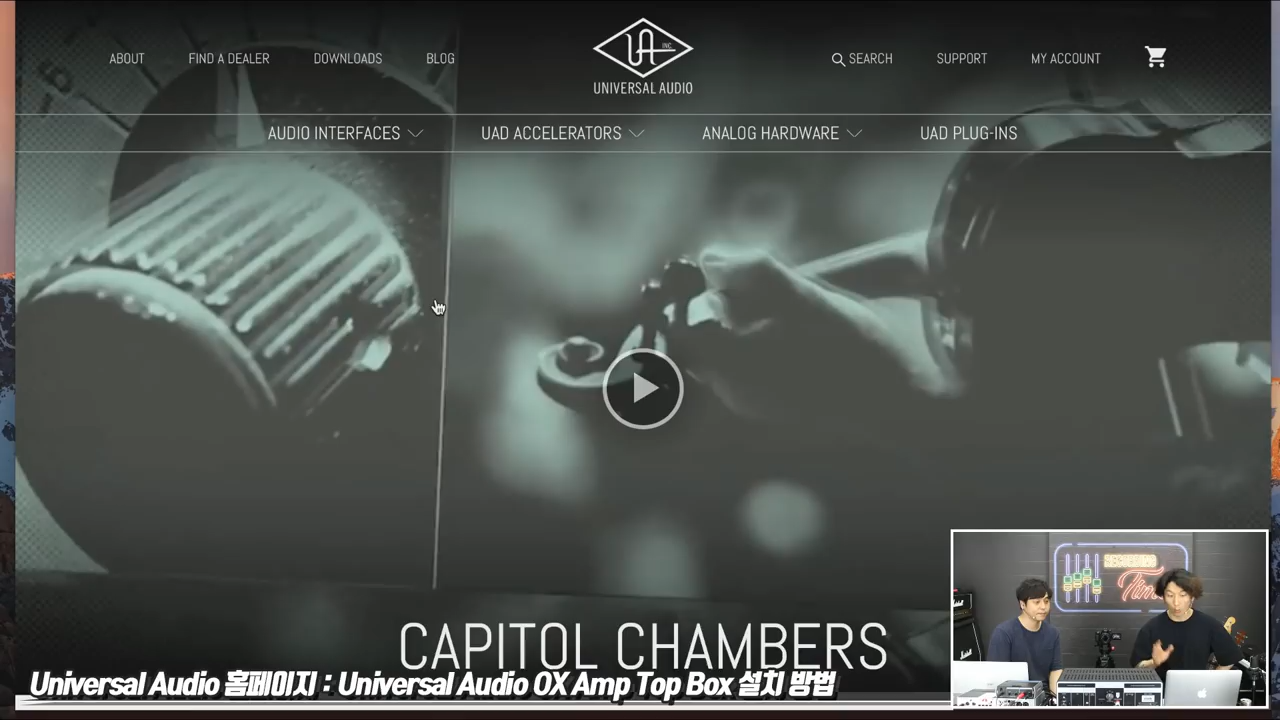 ABOUT
FIND A DEALER
DOWNLOADS
BLOG
UA INC.
UNIVERSAL AUDIO
SEARCH
SUPPORT
MY ACCOUNT
AUDIO INTERFACES
UAD ACCELERATORS
ANALOG HARDWARE
UAD PLUG-INS
CAPITOL CHAMBERS
Universal Audio 홈페이지 : Universal Audio OX Amp Top Box 설치 방법